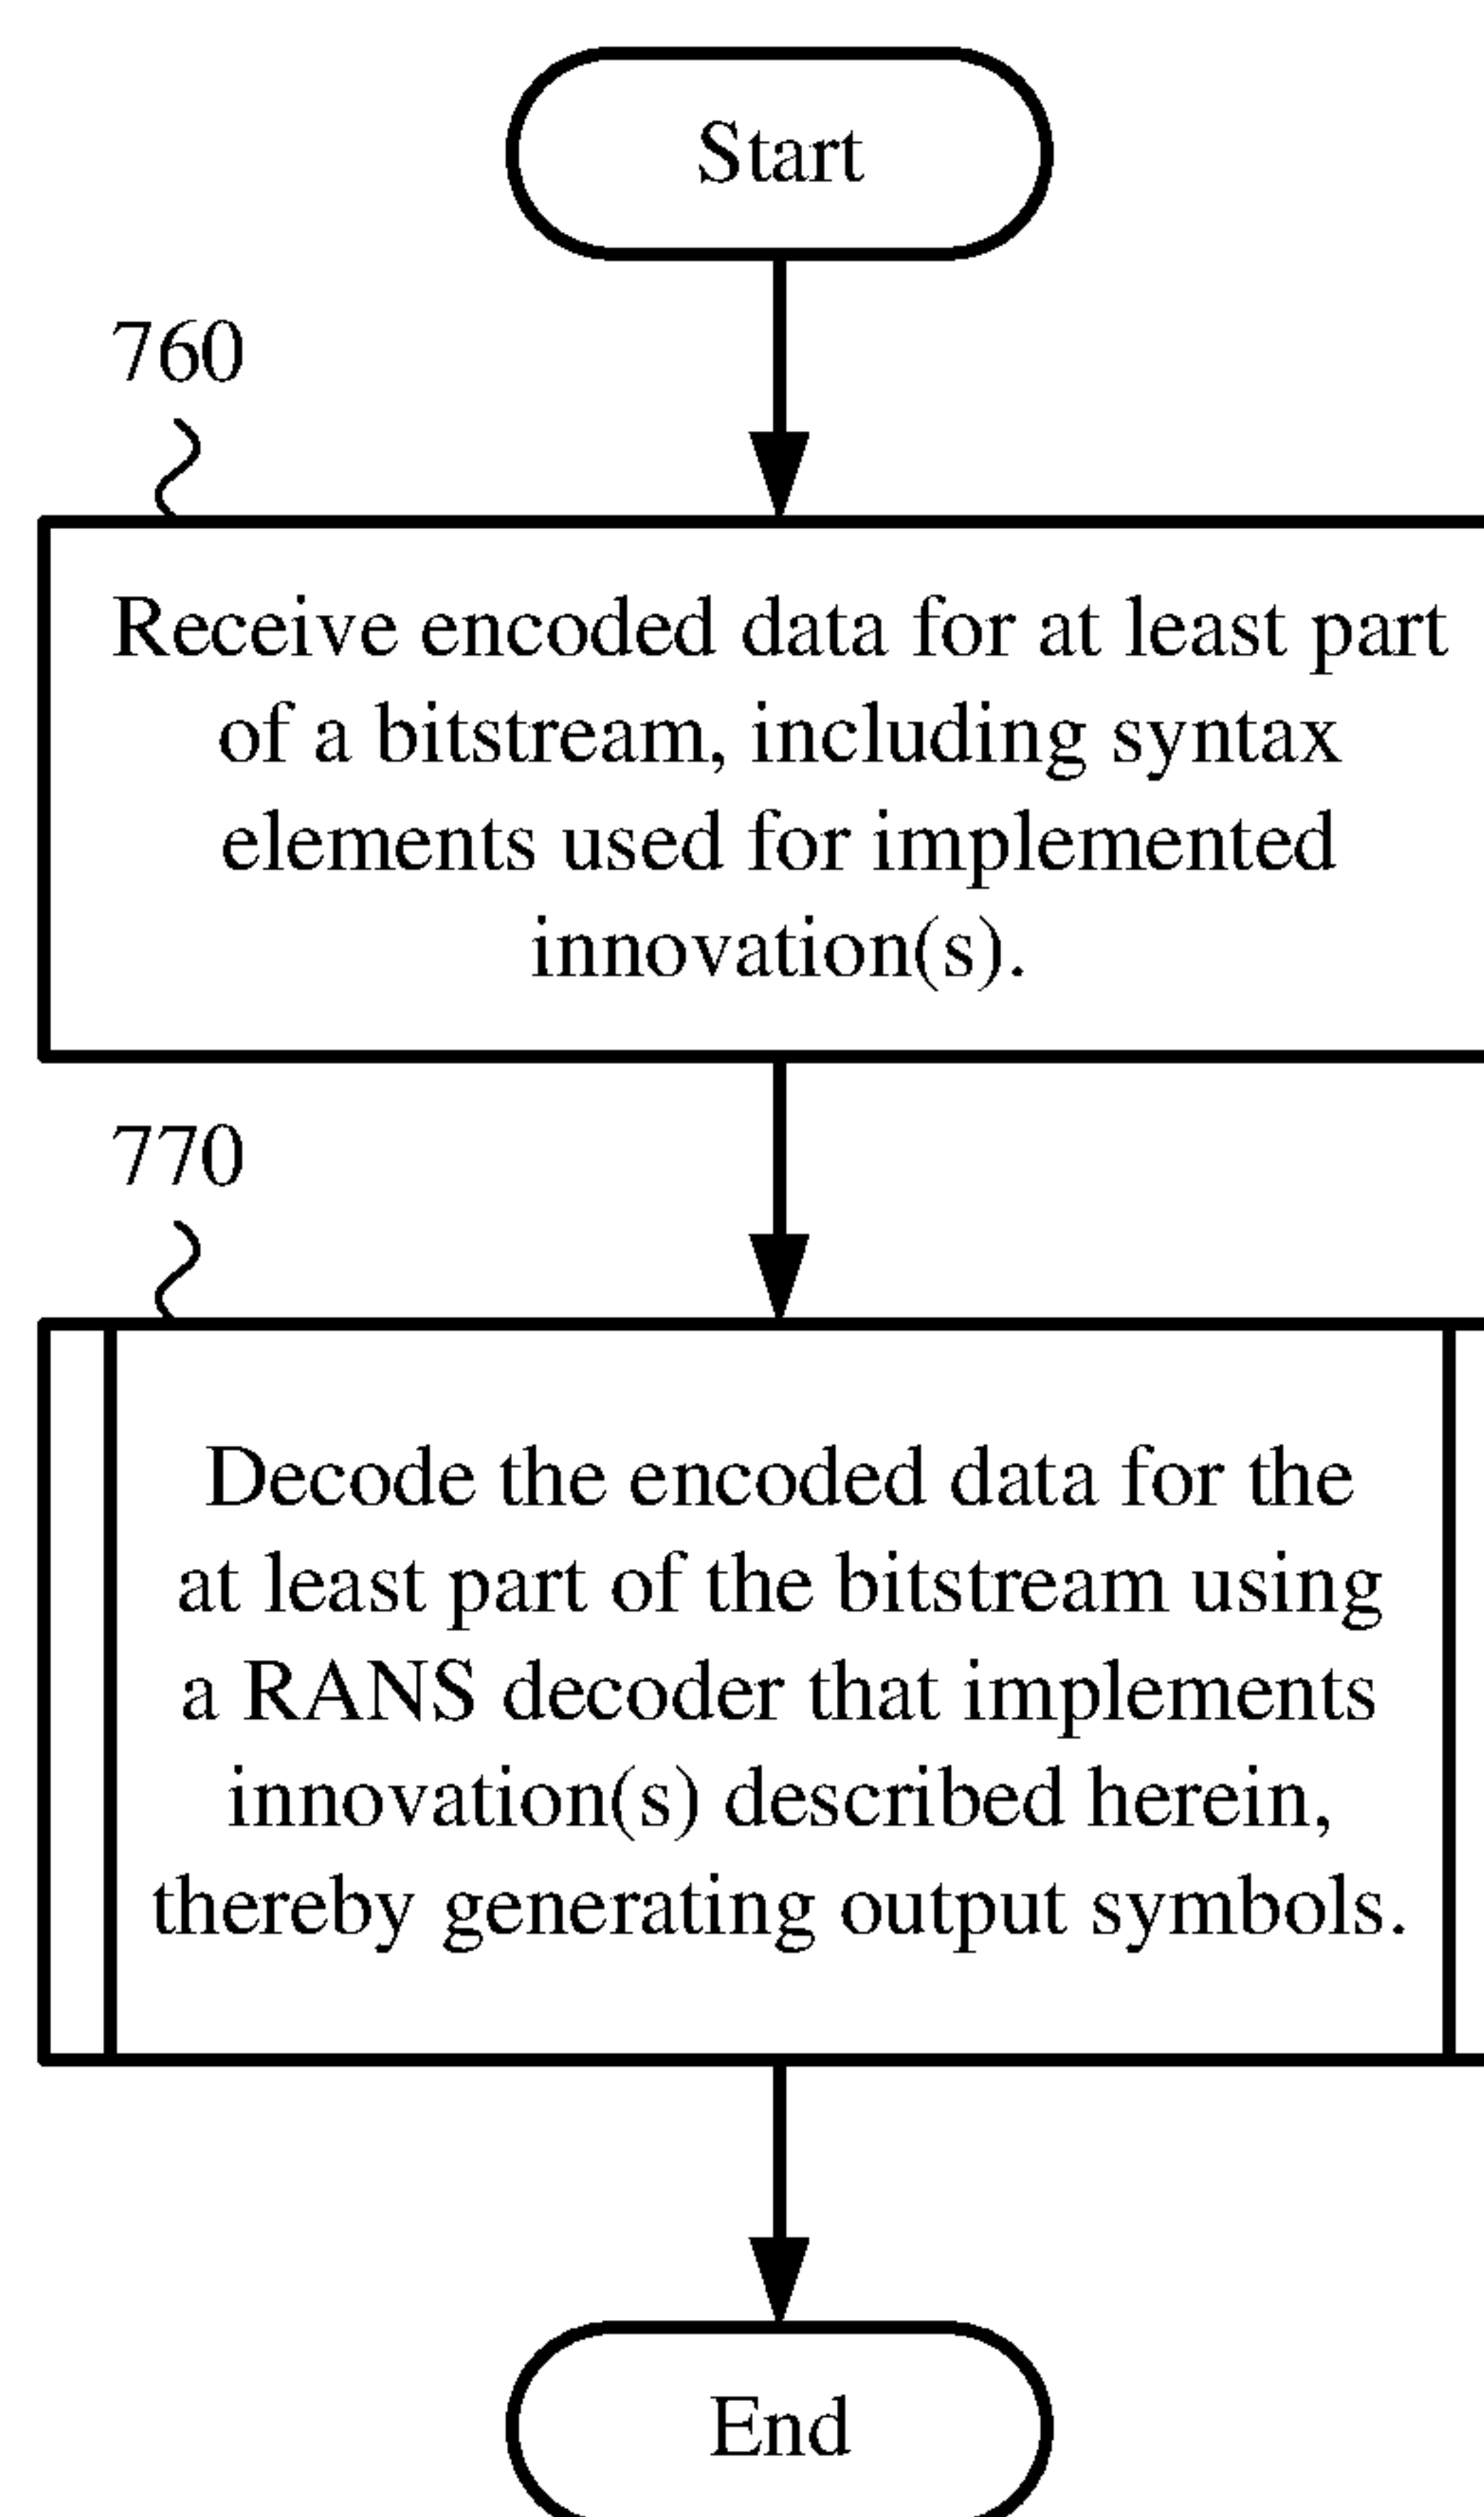 Start
760
Receive encoded data for at least part
of a bitstream, including syntax
elements used for implemented
innovation(s).
770
Decode the encoded data for the
at least part of the bitstream using
a RANS decoder that implements
innovation(s) described herein,
thereby generating output symbols.
End